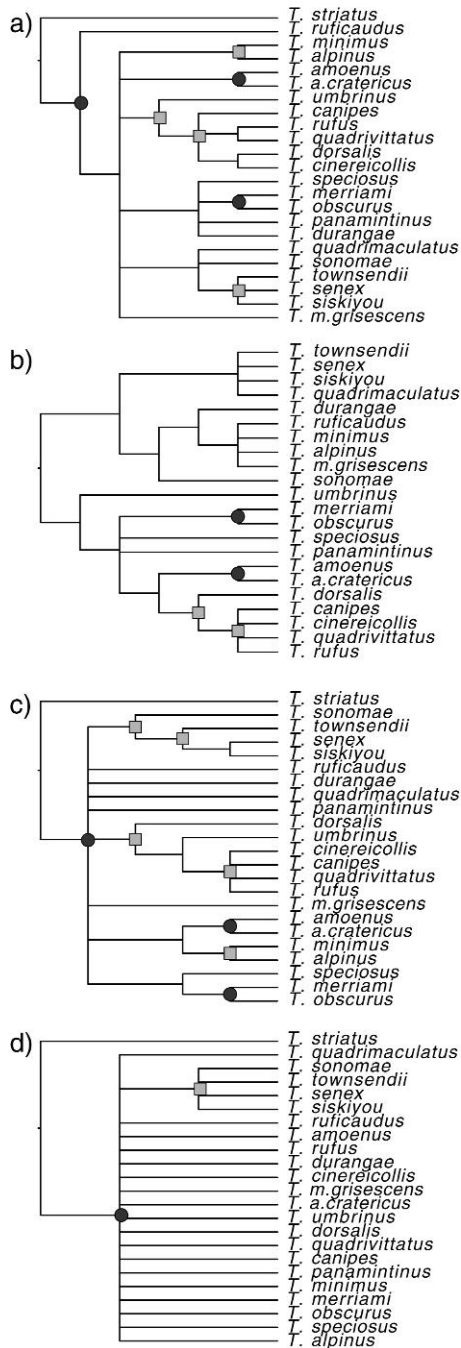 a)
T. striatus
T. ruficaudus
T. minimus
T. alpinus
T. amoenus
T. a.cratericus
T. umbrinus
T. canipes
T. rufus
T. quadrivittatus
T. dorsalis
T. cinereicollis
T. speciosus
T. merriami
T. obscurus
T. panamintinus
T. durangae
T. quadrimaculatus
T. sonomae
T. townsendii
T. senex
T. siskiyou
T. m.grisescens
b)
T. townsendii
T. senex
T. siskiyou
T. quadrimaculatus
T. durangae
T. ruficaudus
T. minimus
T. alpinus
T. m.grisescens
T. sonomae
T. umbrinus
T. merriami
T. obscurus
T. speciosus
T. panamintinus
T. amoenus
T. a.cratericus
T. dorsalis
T. canipes
T. cinereicollis
T. quadrivittatus
T. rufus
c)
T. striatus
T. sonomae
T. townsendii
T. senex
T. siskiyou
T. ruficaudus
T. durangae
T. quadrimaculatus
T. panamintinus
T. dorsalis
T. umbrinus
T. cinereicollis
T. canipes
T. quadrivittatus
T. rufus
T. m.grisescens
T. amoenus
T. a.cratericus
T. minimus
T. alpinus
T. speciosus
T. merriami
T. obscurus
d)
T. striatus
T. quadrimaculatus
T. sonomae
T. townsendii
T. senex
T. siskiyou
T. ruficaudus
T. amoenus
T. rufus
T. durangae
T. cinereicollis
T. m.grisescens
T. a.cratericus
T. umbrinus
T. dorsalis
T. quadrivittatus
T. canipes
T. panamintinus
T. minimus
T. merriami
T. obscurus
T. speciosus
T. alpinus